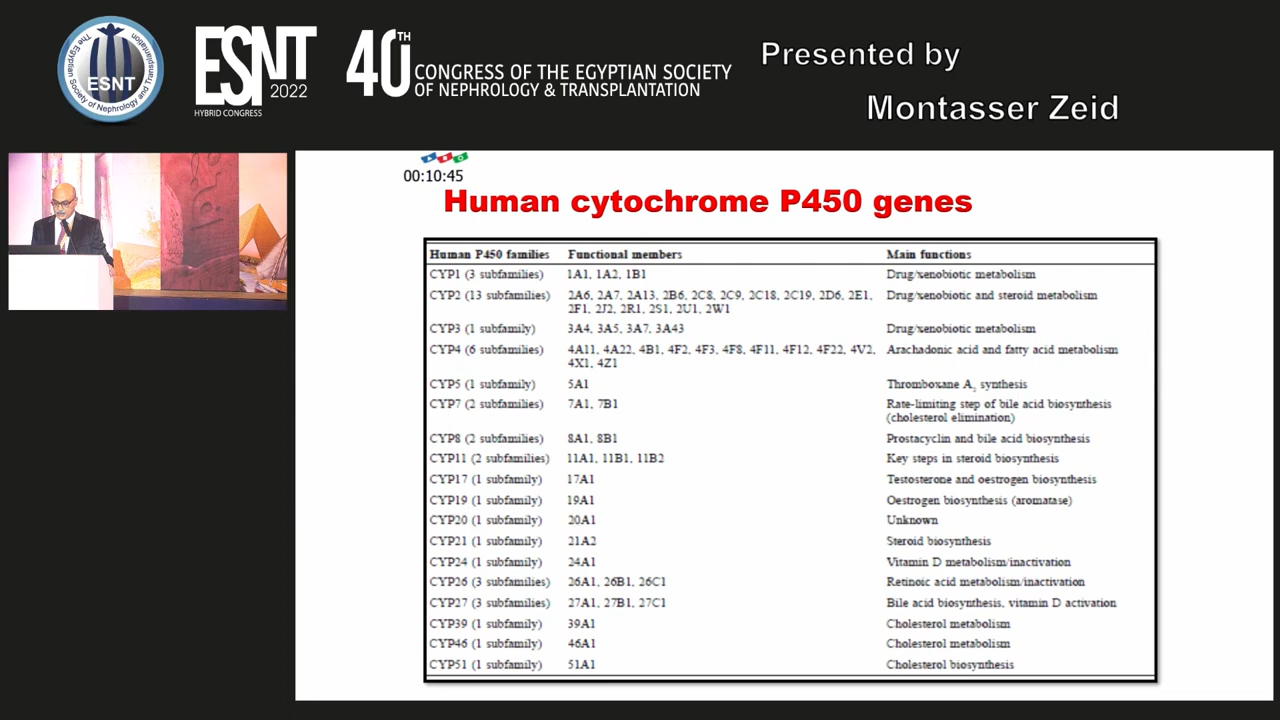 The Egyptian Society of Nephrology and Transplantation
ESNT
ESNT
2022
HYBRID CONGRESS
40TH
CONGRESS OF THE EGYPTIAN SOCIETY
OF NEPHROLOGY & TRANSPLANTATION
Presented by
Montasser Zeid
A B C
00:10:45
Human cytochrome P450 genes
Human P450 families Functional members Main functions
CYP1 (3 subfamilies) 1A1, 1A2, 1B1 Drug/xenobiotic metabolism
CYP2 (13 subfamilies) 2A6, 2A7, 2A13, 2B6, 2C8, 2C9, 2C18, 2C19, 2D6, 2E1, Drug/xenobiotic and steroid metabolism
2F1, 2J2, 2R1, 2S1, 2U1, 2W1
CYP3 (1 subfamily) 3A4, 3A5, 3A7, 3A43 Drug/xenobiotic metabolism
CYP4 (6 subfamilies) 4A11, 4A22, 4B1, 4F2, 4F3, 4F8, 4F11, 4F12, 4F22, 4V2, Arachadonic acid and fatty acid metabolism
4X1, 4Z1
CYP5 (1 subfamily) 5A1 Thromboxane A2 synthesis
CYP7 (2 subfamilies) 7A1, 7B1 Rate-limiting step of bile acid biosynthesis
(cholesterol elimination)
CYP8 (2 subfamilies) 8A1, 8B1 Prostacyclin and bile acid biosynthesis
CYP11 (2 subfamilies) 11A1, 11B1, 11B2 Key steps in steroid biosynthesis
CYP17 (1 subfamily) 17A1 Testosterone and oestrogen biosynthesis
CYP19 (1 subfamily) 19A1 Oestrogen biosynthesis (aromatase)
CYP20 (1 subfamily) 20A1 Unknown
CYP21 (1 subfamily) 21A2 Steroid biosynthesis
CYP24 (1 subfamily) 24A1 Vitamin D metabolism/inactivation
CYP26 (3 subfamilies) 26A1, 26B1, 26C1 Retinoic acid metabolism/inactivation
CYP27 (3 subfamilies) 27A1, 27B1, 27C1 Bile acid biosynthesis, vitamin D activation
CYP39 (1 subfamily) 39A1 Cholesterol metabolism
CYP46 (1 subfamily) 46A1 Cholesterol metabolism
CYP51 (1 subfamily) 51A1 Cholesterol biosynthesis